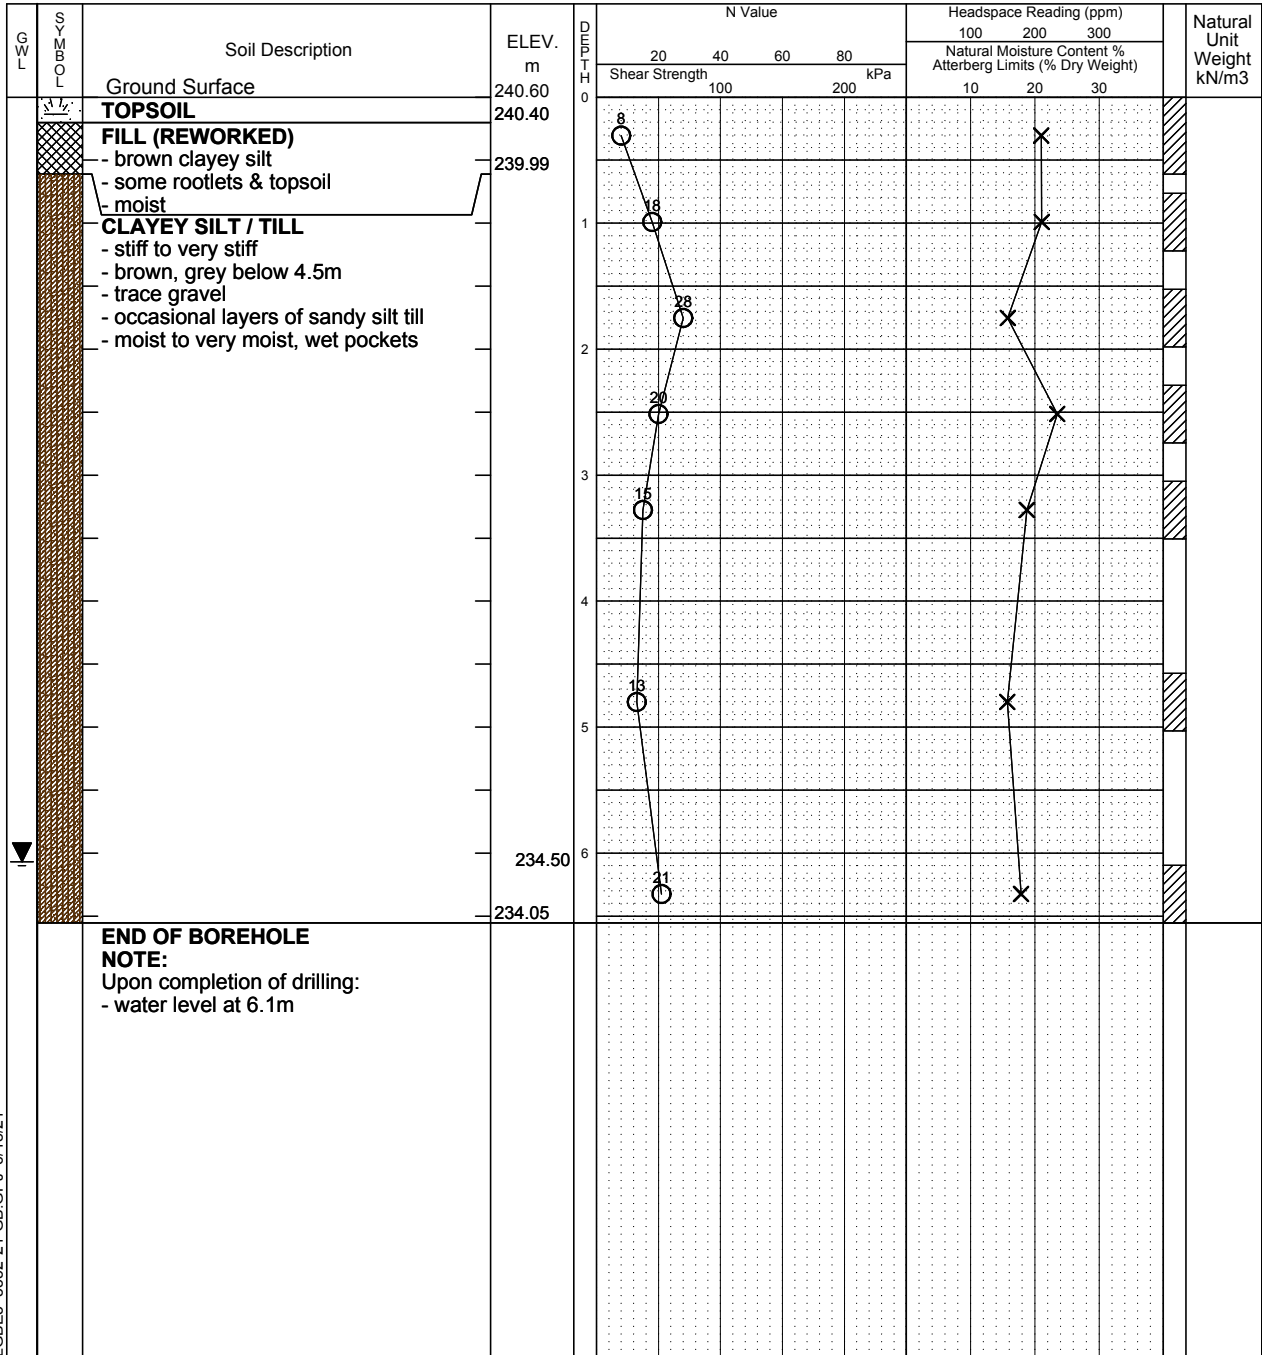 GWL
SYMBOL
Soil Description
Ground Surface
ELEV.
m
240.60
DEPTH
N Value
20 40 60 80
Shear Strength kPa
100 200
Headspace Reading (ppm)
100 200 300
Natural Moisture Content %
Atterberg Limits (% Dry Weight)
10 20 30
Natural
Unit
Weight
kN/m3
0
TOPSOIL
240.40
FILL (REWORKED)
- brown clayey silt
239.99
- some rootlets & topsoil
- moist
CLAYEY SILT / TILL
- stiff to very stiff
- brown, grey below 4.5m
- trace gravel
- occasional layers of sandy silt till
- moist to very moist, wet pockets
8
18
1
28
2
20
3
15
4
13
5
6
234.50
21
234.05
END OF BOREHOLE
NOTE:
Upon completion of drilling:
- water level at 6.1m